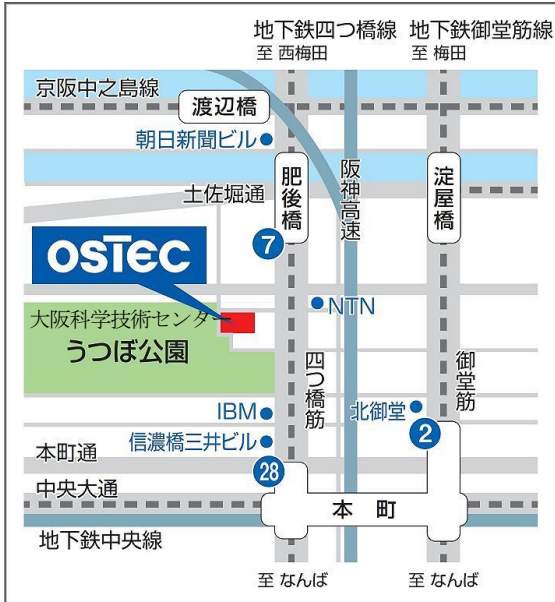 地下鉄四つ橋線
至 西梅田
地下鉄御堂筋線
至 梅田
京阪中之島線
渡辺橋
朝日新聞ビル
肥後橋
阪神高速
淀屋橋
土佐堀通
7
OSTEC
NTN
大阪科学技術センター
うつぼ公園
四つ橋筋
御堂筋
IBM
北御堂
2
信濃橋三井ビル
本町通
28
中央大通
本町
地下鉄中央線
至 なんば
至 なんば